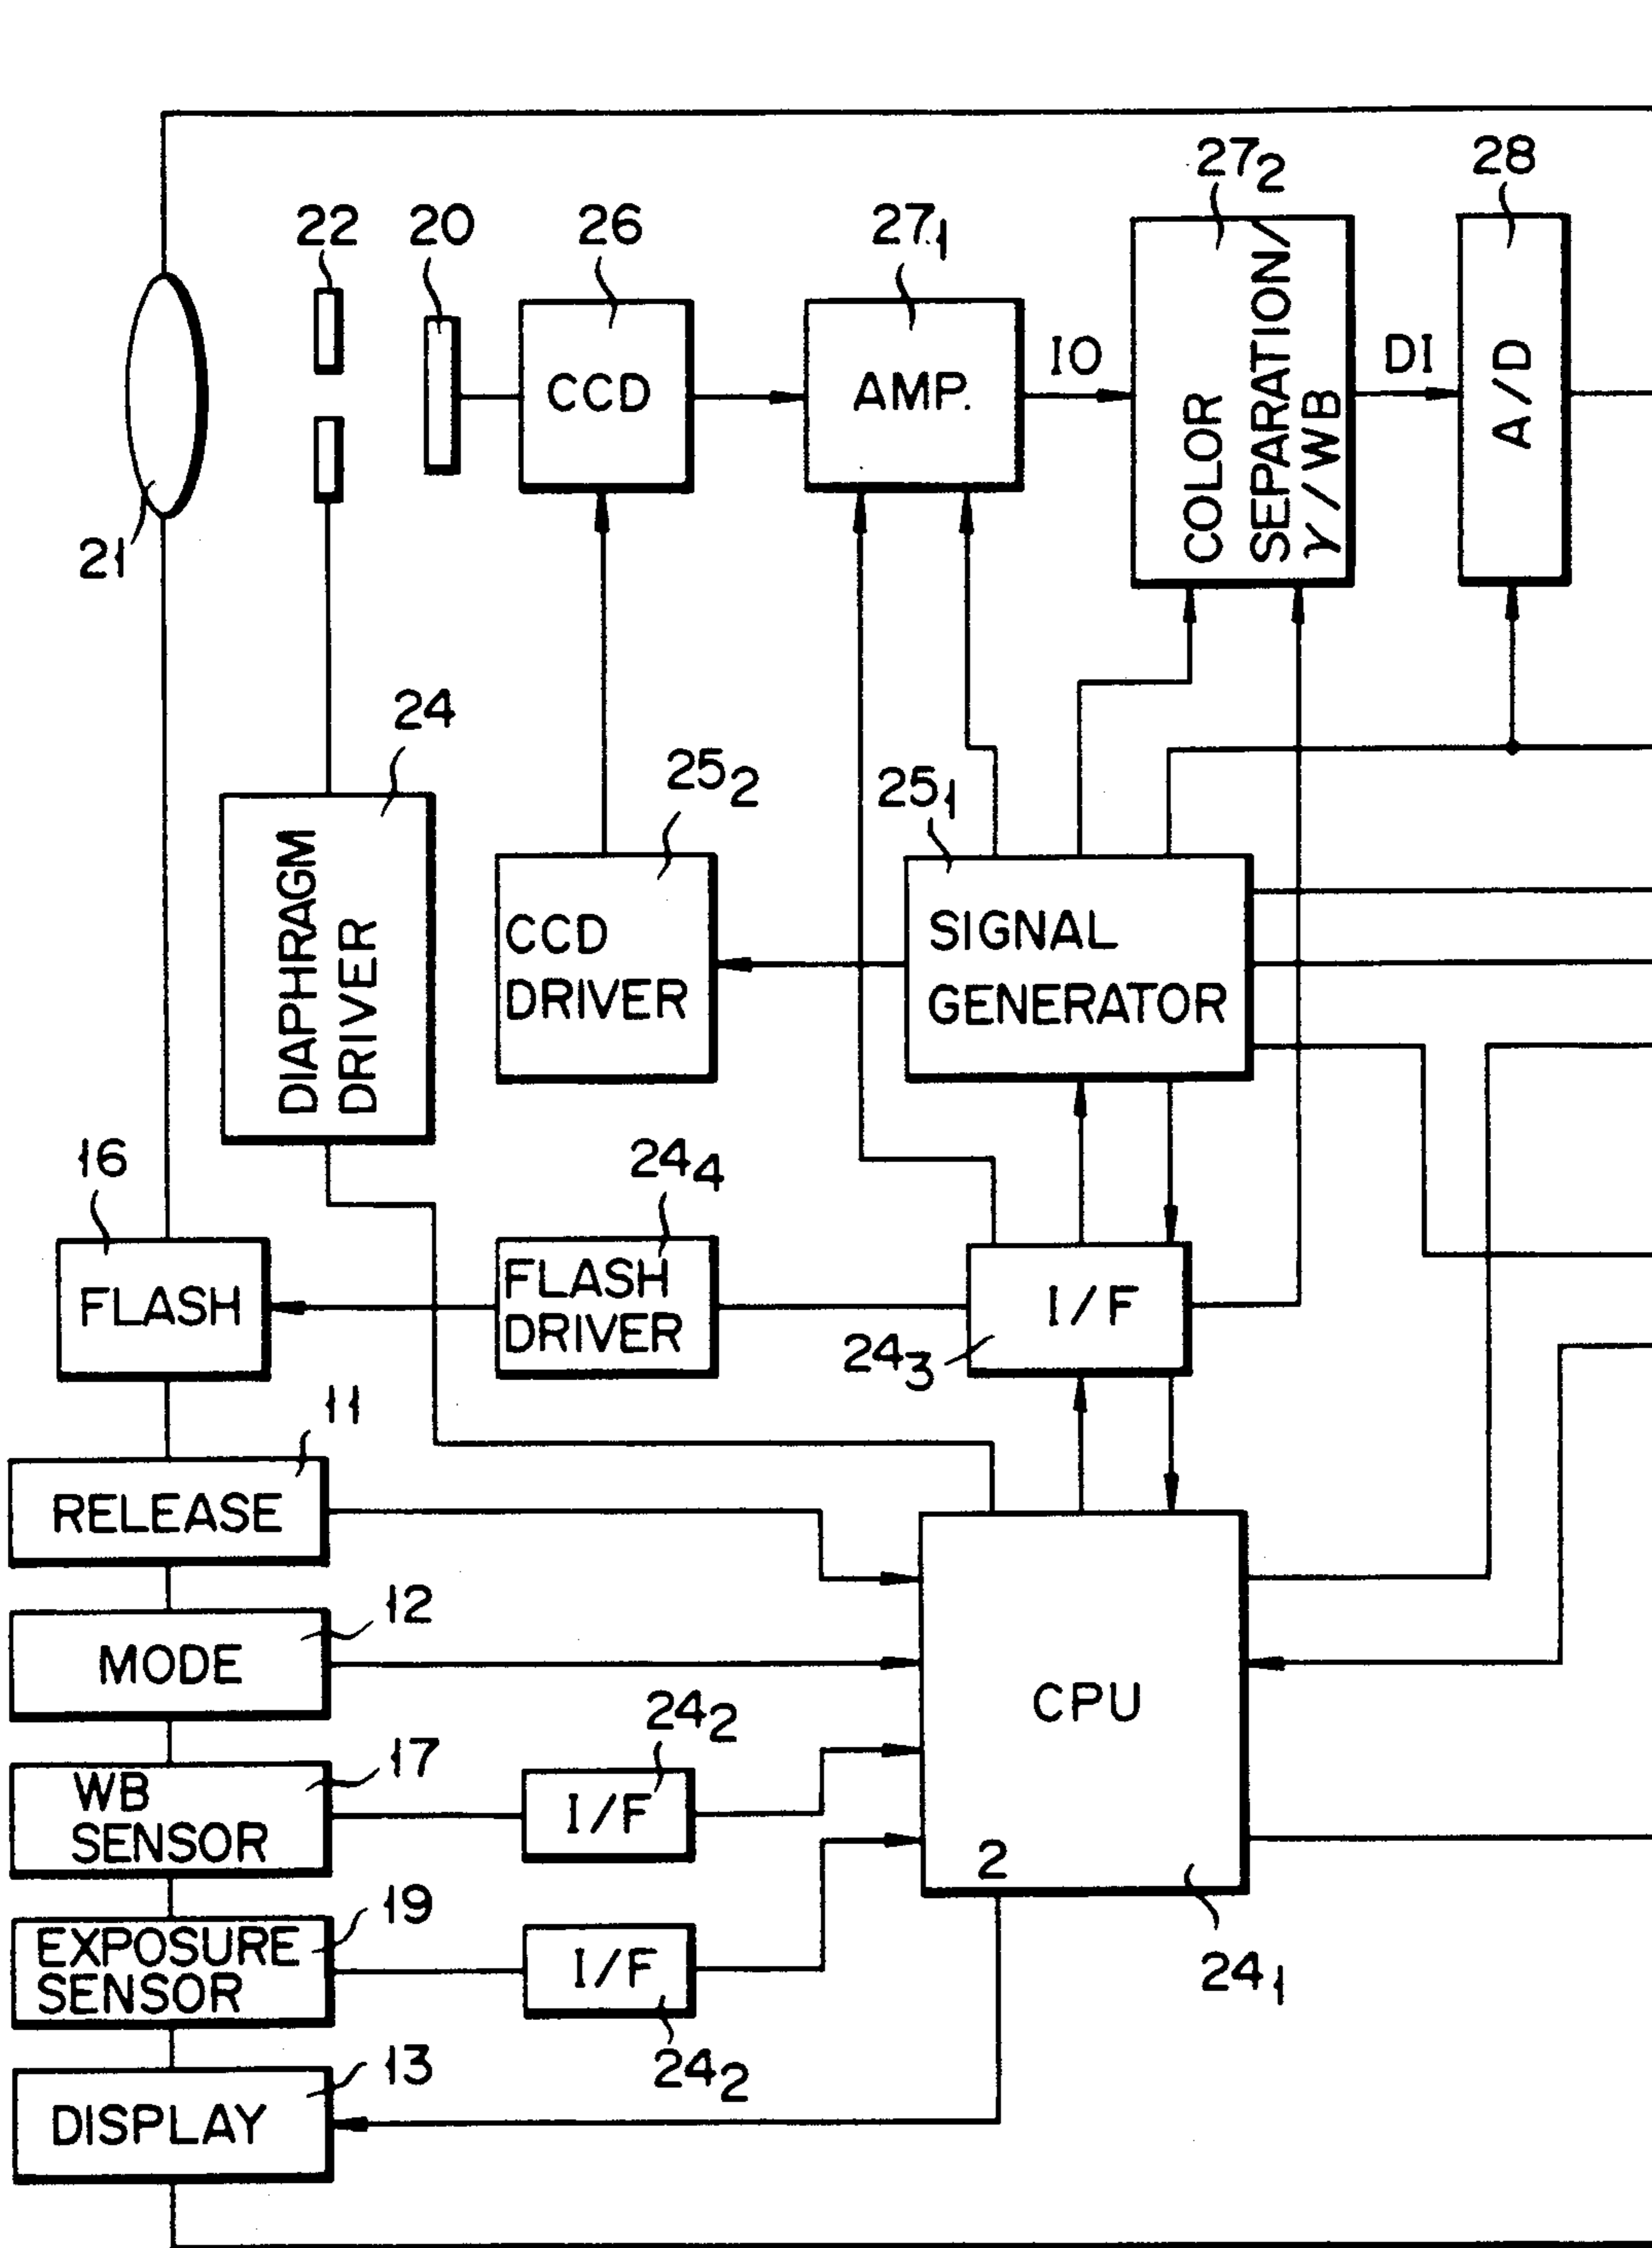 27₂
28
22
20
26
27₁
CCD
AMP.
IO
COLOR
SEPARATION/
γ/WB
DI
A/D
21
24
25₂
25₁
DIAPHRAGM
DRIVER
CCD
DRIVER
SIGNAL
GENERATOR
16
24₄
FLASH
FLASH
DRIVER
I/F
24₃
11
RELEASE
12
MODE
CPU
24₂
17
WB
SENSOR
I/F
2
19
EXPOSURE
SENSOR
I/F
24₁
24₂
13
DISPLAY